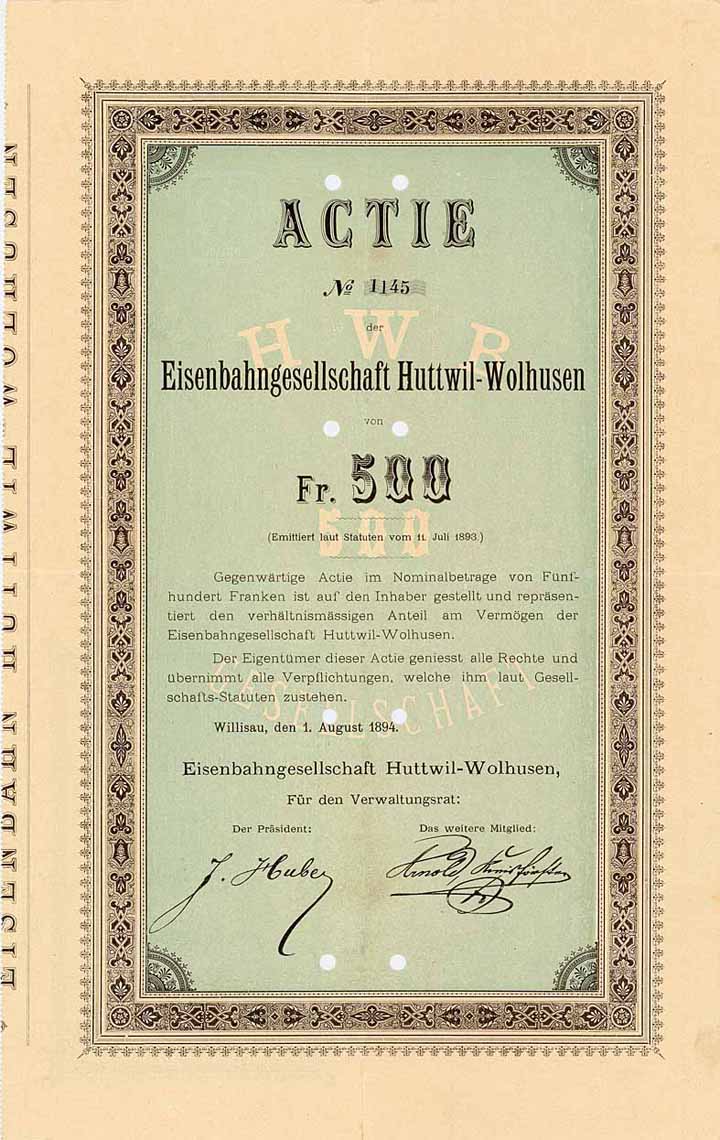 ACTIE
No 1145
HWB
der
Eisenbahngesellschaft Huttwil-Wolhusen
von
Fr. 500
500
(Emittiert laut Statuten vom 11. Juli 1893.)
Gegenwärtige Actie im Nominalbetrage von Fünf-
hundert Franken ist auf den Inhaber gestellt und repräsen-
tiert den verhältnismässigen Anteil am Vermögen der
Eisenbahngesellschaft Huttwil-Wolhusen.
Der Eigentümer dieser Actie geniesst alle Rechte und
übernimmt alle Verpflichtungen, welche ihm laut Gesell-
schafts-Statuten zustehen.
Willisau, den 1. August 1894.
Eisenbahngesellschaft Huttwil-Wolhusen,
Für den Verwaltungsrat:
Der Präsident:
Das weitere Mitglied:
J. Huber
Arnold
EISENBAHN HUTTWIL WOLHUSEN